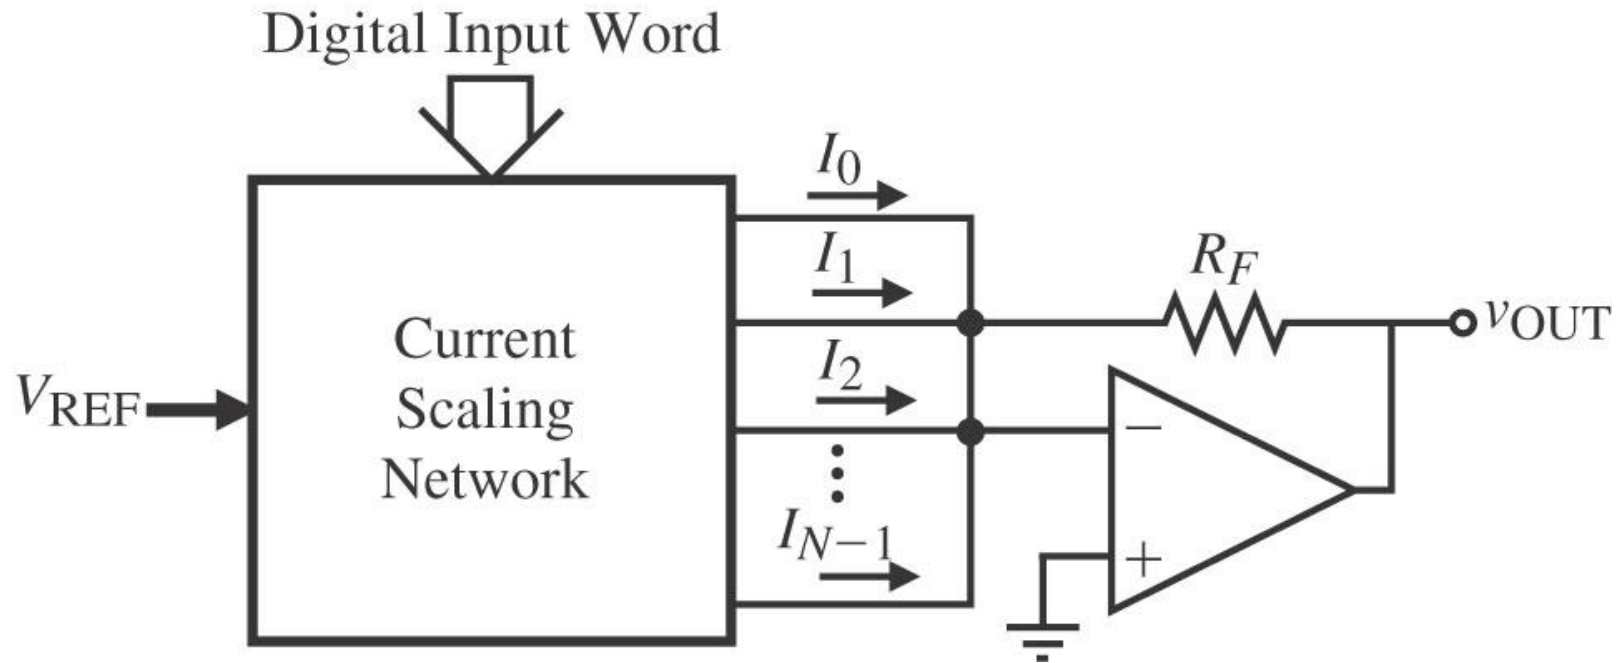 Digital Input Word
I0
I1
I2
IN−1
RF
vOUT
VREF
Current
Scaling
Network
−
+